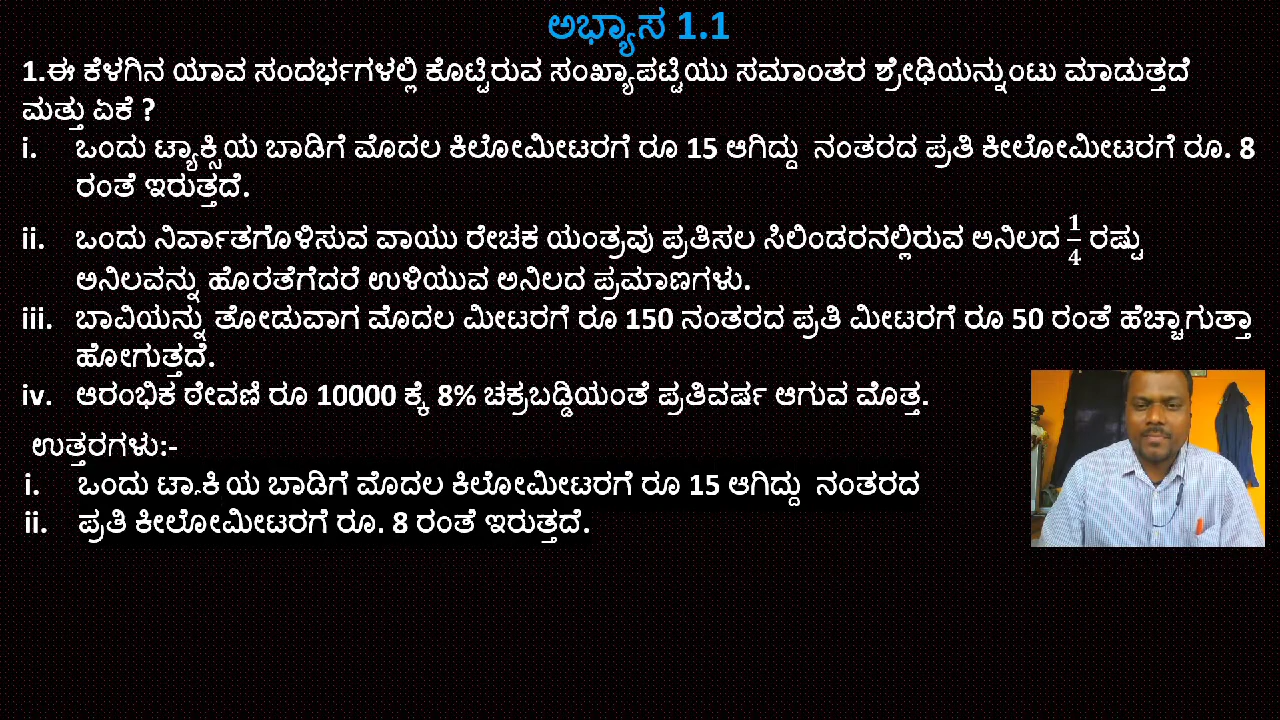 ಅಭ್ಯಾಸ 1.1
1.ಈ ಕೆಳಗಿನ ಯಾವ ಸಂದರ್ಭಗಳಲ್ಲಿ ಕೊಟ್ಟಿರುವ ಸಂಖ್ಯಾಪಟ್ಟಿಯು ಸಮಾಂತರ ಶ್ರೇಢಿಯನ್ನುಂಟು ಮಾಡುತ್ತದೆ
ಮತ್ತು ಏಕೆ ?
i. ಒಂದು ಟ್ಯಾಕ್ಸಿಯ ಬಾಡಿಗೆ ಮೊದಲ ಕಿಲೋಮೀಟರಗೆ ರೂ 15 ಆಗಿದ್ದು ನಂತರದ ಪ್ರತಿ ಕೀಲೋಮೀಟರಗೆ ರೂ. 8
ರಂತೆ ಇರುತ್ತದೆ.
ii. ಒಂದು ನಿರ್ವಾತಗೊಳಿಸುವ ವಾಯು ರೇಚಕ ಯಂತ್ರವು ಪ್ರತಿಸಲ ಸಿಲಿಂಡರನಲ್ಲಿರುವ ಅನಿಲದ 1/4 ರಷ್ಟು
ಅನಿಲವನ್ನು ಹೊರತೆಗೆದರೆ ಉಳಿಯುವ ಅನಿಲದ ಪ್ರಮಾಣಗಳು.
iii. ಬಾವಿಯನ್ನು ತೋಡುವಾಗ ಮೊದಲ ಮೀಟರಗೆ ರೂ 150 ನಂತರದ ಪ್ರತಿ ಮೀಟರಗೆ ರೂ 50 ರಂತೆ ಹೆಚ್ಚಾಗುತ್ತಾ
ಹೋಗುತ್ತದೆ.
iv. ಆರಂಭಿಕ ಠೇವಣಿ ರೂ 10000 ಕ್ಕೆ 8% ಚಕ್ರಬಡ್ಡಿಯಂತೆ ಪ್ರತಿವರ್ಷ ಆಗುವ ಮೊತ್ತ.
ಉತ್ತರಗಳು:-
i. ಒಂದು ಯ ಬಾಡಿಗೆ ಮೊದಲ ಕಿಲೋಮೀಟರಗೆ ರೂ 15 ಆಗಿದ್ದು ನಂತರದ
ii. ಪ್ರತಿ ಕೀಲೋಮೀಟರಗೆ ರೂ. 8 ರಂತೆ ಇರುತ್ತದೆ.